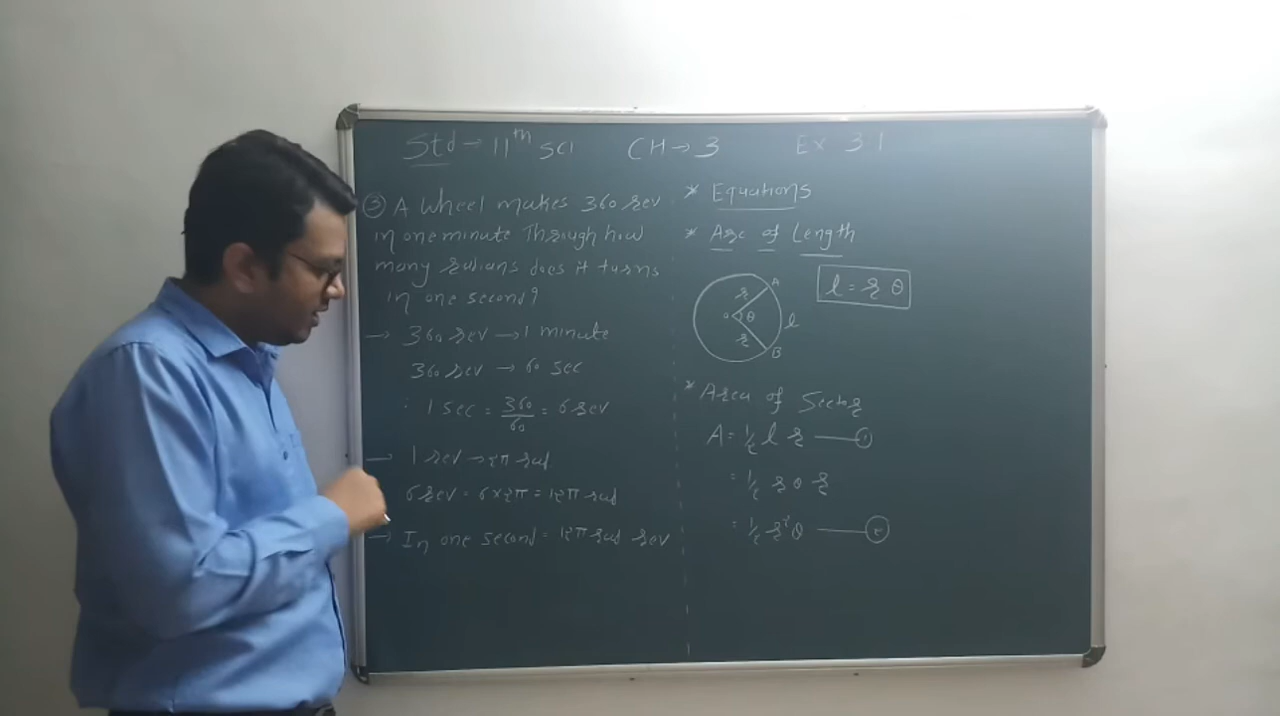 Std → 11th SCI CH → 3 Ex 3.1
③ A Wheel makes 360 rev
in one minute Through how
many radians does it turns
in one second?
→ 360 rev → 1 minute
360 rev → 60 sec
∴ 1 sec = 360/60 = 6 rev
→ 1 rev → 2π rad
6 rev = 6×2π = 12π rad
→ In one second = 12π rad rev
* Equations
* Arc of Length
A
r
o θ l
r
B
l = r θ
* Area of Sector
A = 1/2 l r — ①
= 1/2 r θ r
= 1/2 r²θ — ②